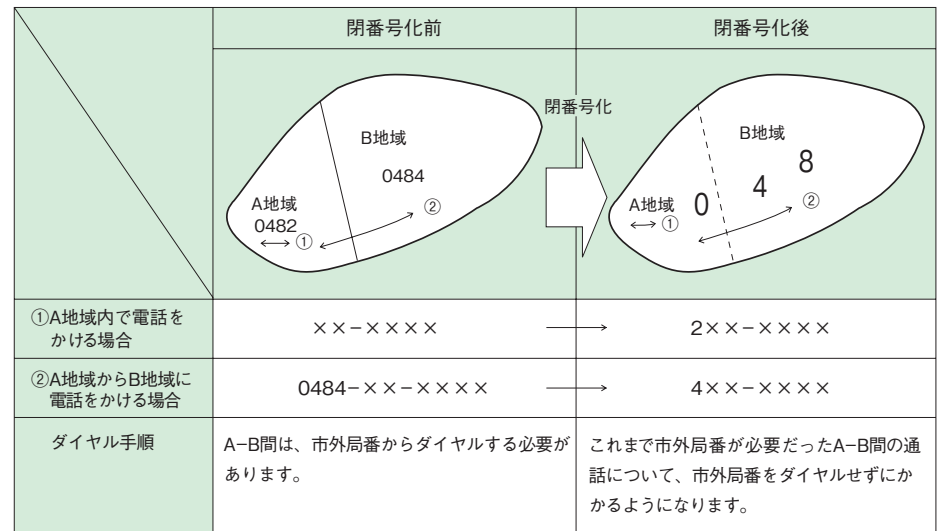 閉番号化前
閉番号化後
閉番号化
B地域
0484
②
A地域
0482
①
B地域
0 4 8
A地域
①
②
①A地域内で電話を
かける場合
××−××××
2××−××××
②A地域からB地域に
電話をかける場合
0484−××−××××
4××−××××
ダイヤル手順
A−B間は、市外局番からダイヤルする必要が
あります。
これまで市外局番が必要だったA−B間の通
話について、市外局番をダイヤルせずにか
かるようになります。